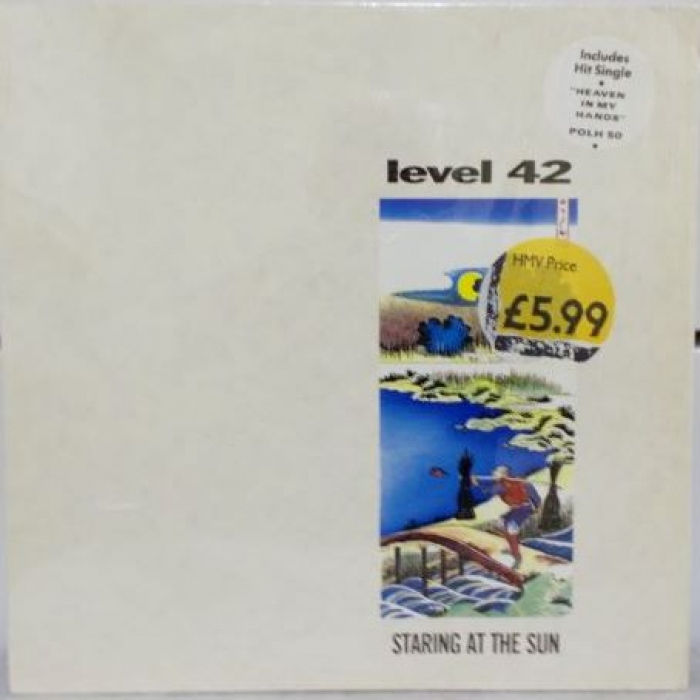 Includes
Hit Single
•
"HEAVEN
IN MY
HANDS"
POLH 50
•
level 42
HMV Price
£5.99
STARING AT THE SUN